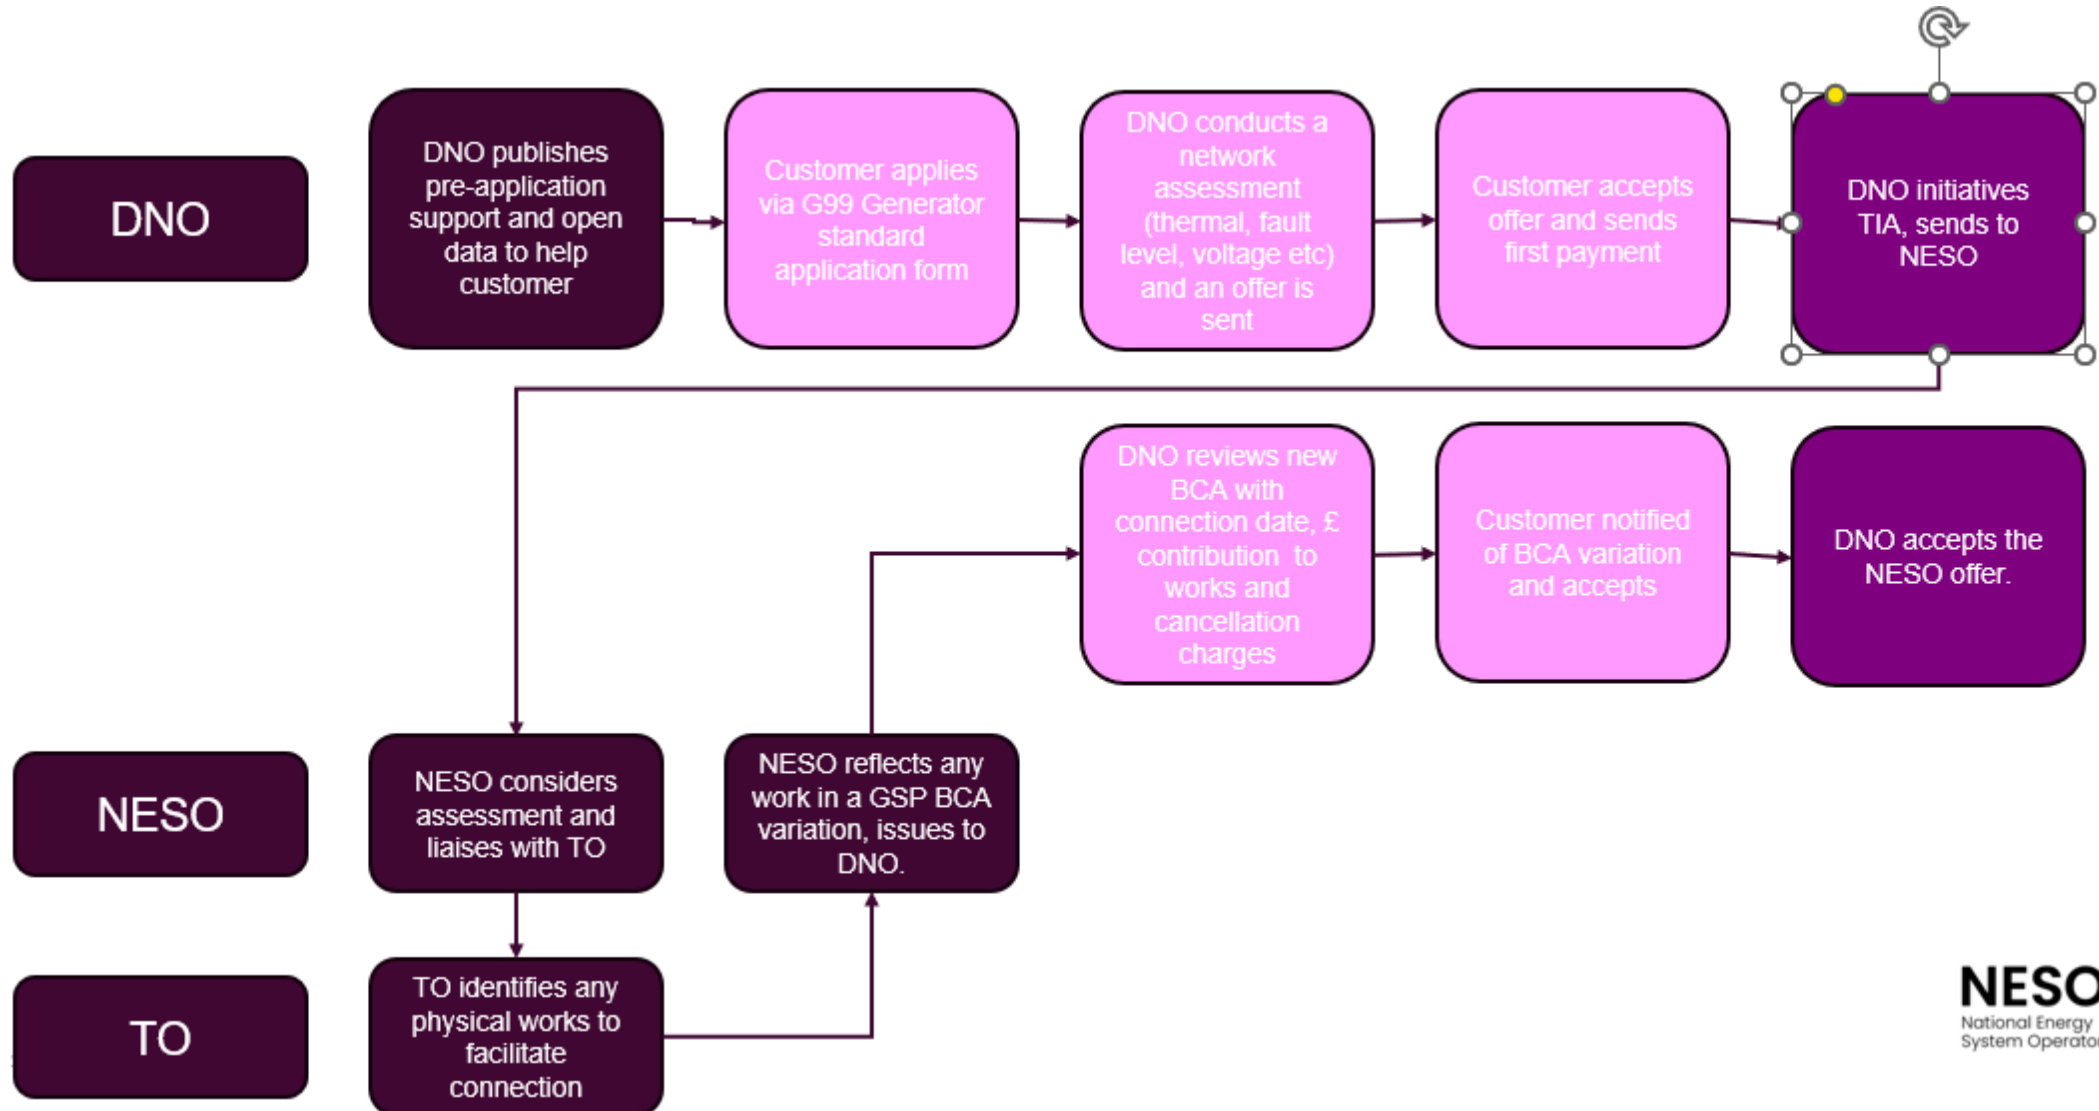 DNO
DNO publishes
pre-application
support and open
data to help
customer
Customer applies
via G99 Generator
standard
application form
DNO conducts a
network
assessment
(thermal, fault
level, voltage etc)
and an offer is
sent
Customer accepts
offer and sends
first payment
DNO initiatives
TIA, sends to
NESO
DNO reviews new
BCA with
connection date, £
contribution to
works and
cancellation
charges
Customer notified
of BCA variation
and accepts
DNO accepts the
NESO offer.
NESO
NESO considers
assessment and
liaises with TO
NESO reflects any
work in a GSP BCA
variation, issues to
DNO.
TO
TO identifies any
physical works to
facilitate
connection
NESO
National Energy
System Operator